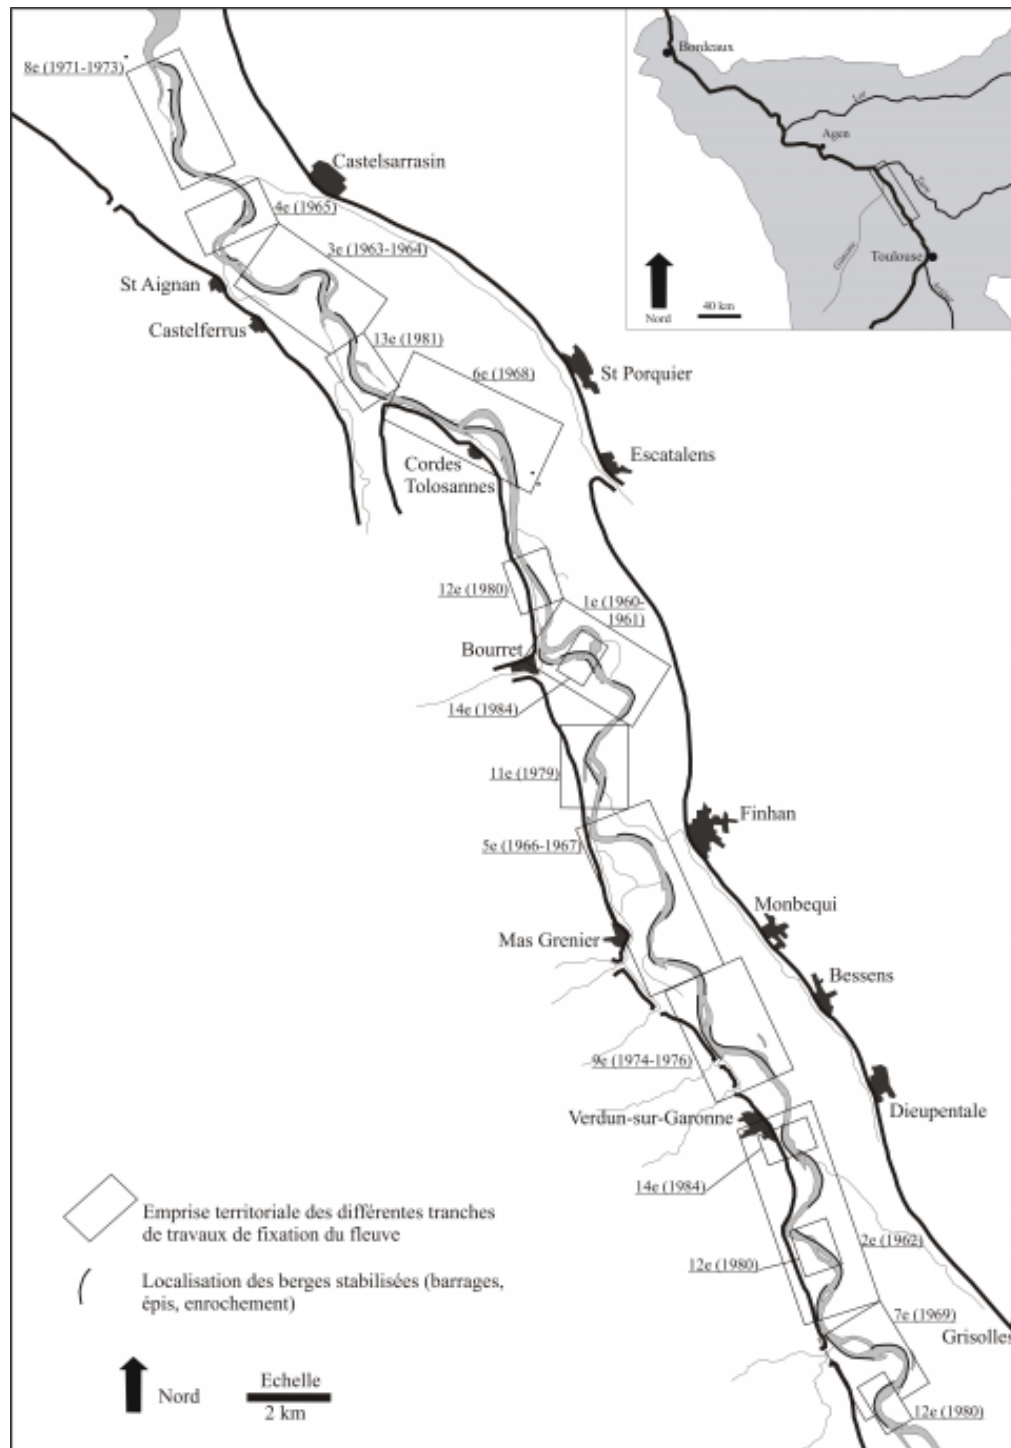 Bordeaux
Lot
Agen
Tarn
Toulouse
Nord
40 km
8e (1971-1973)
Castelsarrasin
4e (1965)
3e (1963-1964)
St Aignan
Castelferrus
13e (1981)
6e (1968)
St Porquier
Cordes
Tolosannes
Escatalens
12e (1980)
1e (1960-
1961)
Bourret
14e (1984)
11e (1979)
Finhan
5e (1966-1967)
Monbequi
Mas Grenier
Bessens
9e (1974-1976)
Dieupentale
Verdun-sur-Garonne
14e (1984)
2e (1962)
12e (1980)
7e (1969)
Grisolles
12e (1980)
Emprise territoriale des différentes tranches
de travaux de fixation du fleuve
Localisation des berges stabilisées (barrages,
épis, enrochement)
Nord
Echelle
2 km